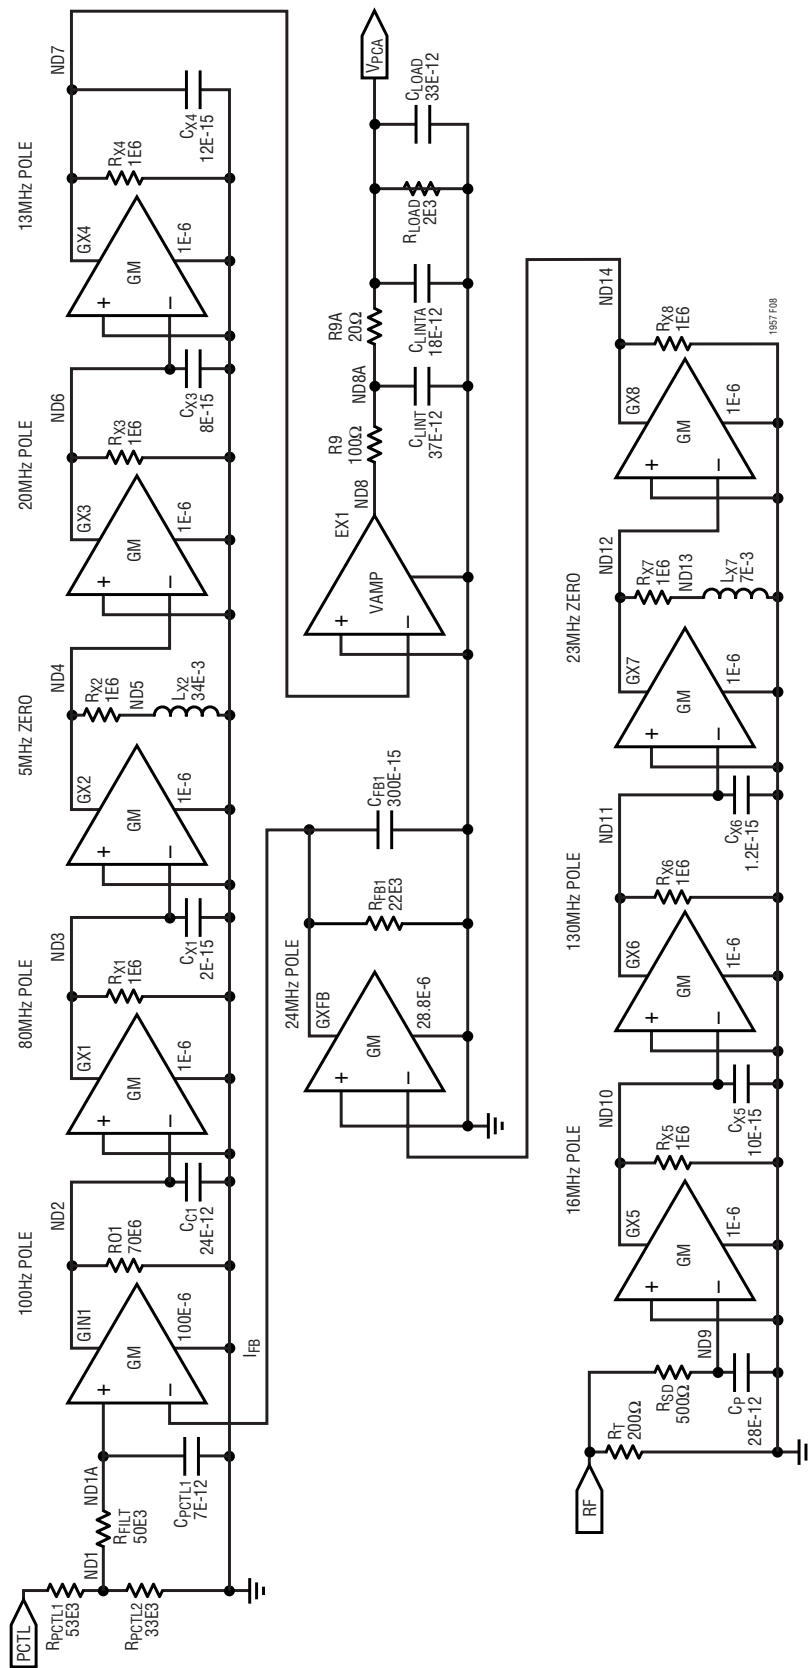 100Hz POLE
80MHz POLE
5MHz ZERO
20MHz POLE
13MHz POLE
PCTL
RPCTL1
53E3
ND1
RPCTL2
33E3
RFILT
50E3
ND1A
CPCTL1
7E-12
+
–
GM
GIN1
100E-6
IFB
RO1
70E6
ND2
CC1
24E-12
+
–
GM
GX1
1E-6
RX1
1E6
ND3
CX1
2E-15
+
–
GM
GX2
1E-6
ND4
RX2
1E6
ND5
LX2
34E-3
+
–
GM
GX3
1E-6
RX3
1E6
ND6
CX3
8E-15
+
–
GM
GX4
1E-6
RX4
1E6
ND7
CX4
12E-15
24MHz POLE
+
–
GM
GXFB
28.8E-6
RFB1
22E3
CFB1
300E-15
+
–
VAMP
EX1
ND8
R9
100Ω
ND8A
CLINT
37E-12
R9A
20Ω
CLINTA
18E-12
RLOAD
2E3
CLOAD
33E-12
VPCA
16MHz POLE
130MHz POLE
23MHz ZERO
RF
RT
200Ω
RSD
500Ω
ND9
CP
28E-12
+
–
GM
GX5
1E-6
RX5
1E6
ND10
CX5
10E-15
+
–
GM
GX6
1E-6
RX6
1E6
ND11
CX6
1.2E-15
+
–
GM
GX7
1E-6
ND12
RX7
1E6
ND13
LX7
7E-3
+
–
GM
GX8
1E-6
RX8
1E6
ND14
1957 F08